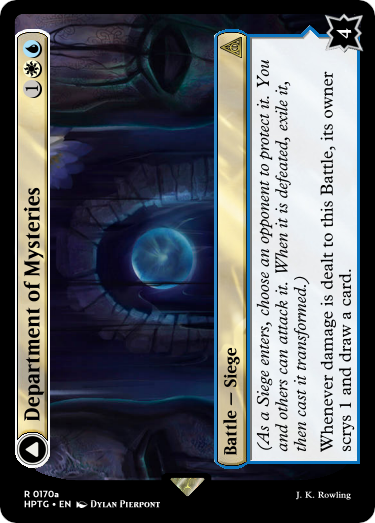 Department of Mysteries
1
Battle — Siege
(As a Siege enters, choose an opponent to protect it. You
and others can attack it. When it is defeated, exile it,
then cast it transformed.)
Whenever damage is dealt to this Battle, its owner
scrys 1 and draw a card.
4
R 0170a
HPTG • EN DYLAN PIERPONT
J. K. Rowling